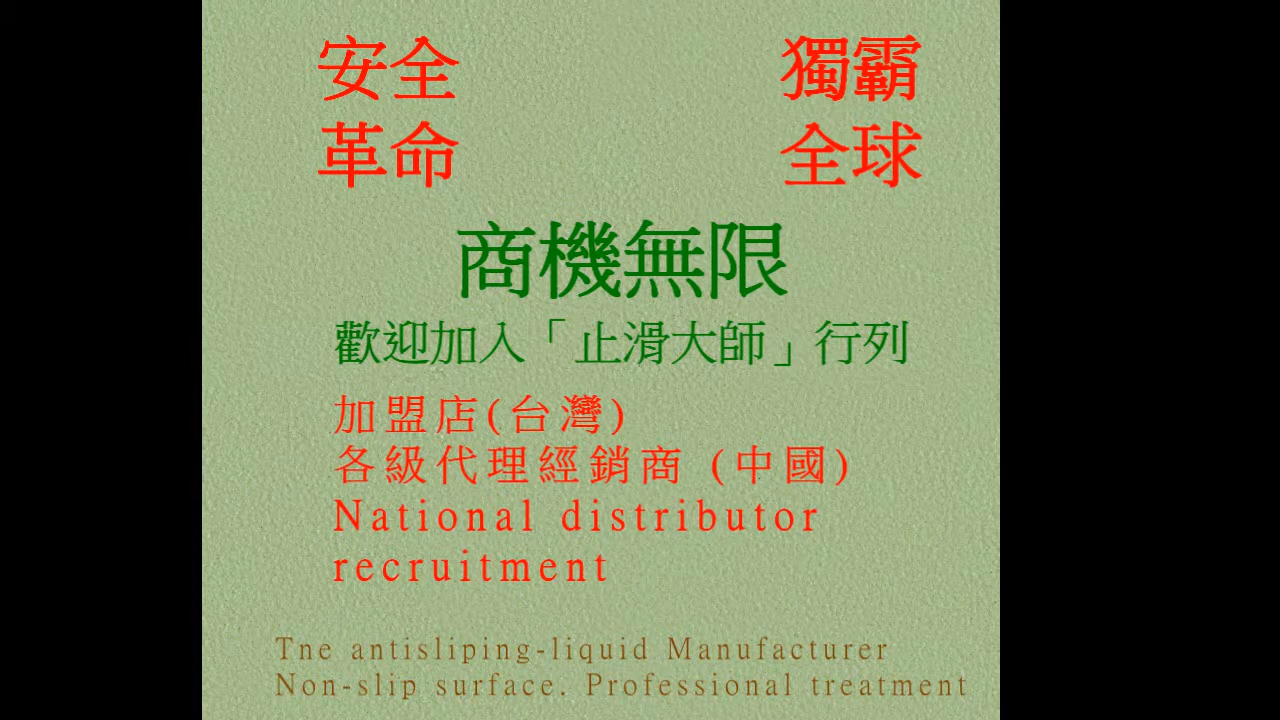 安全 獨霸
革命 全球
商機無限
歡迎加入「止滑大師」行列
加盟店(台灣)
各級代理經銷商 (中國)
National distributor
recruitment
Tne antisliping-liquid Manufacturer
Non-slip surface. Professional treatment